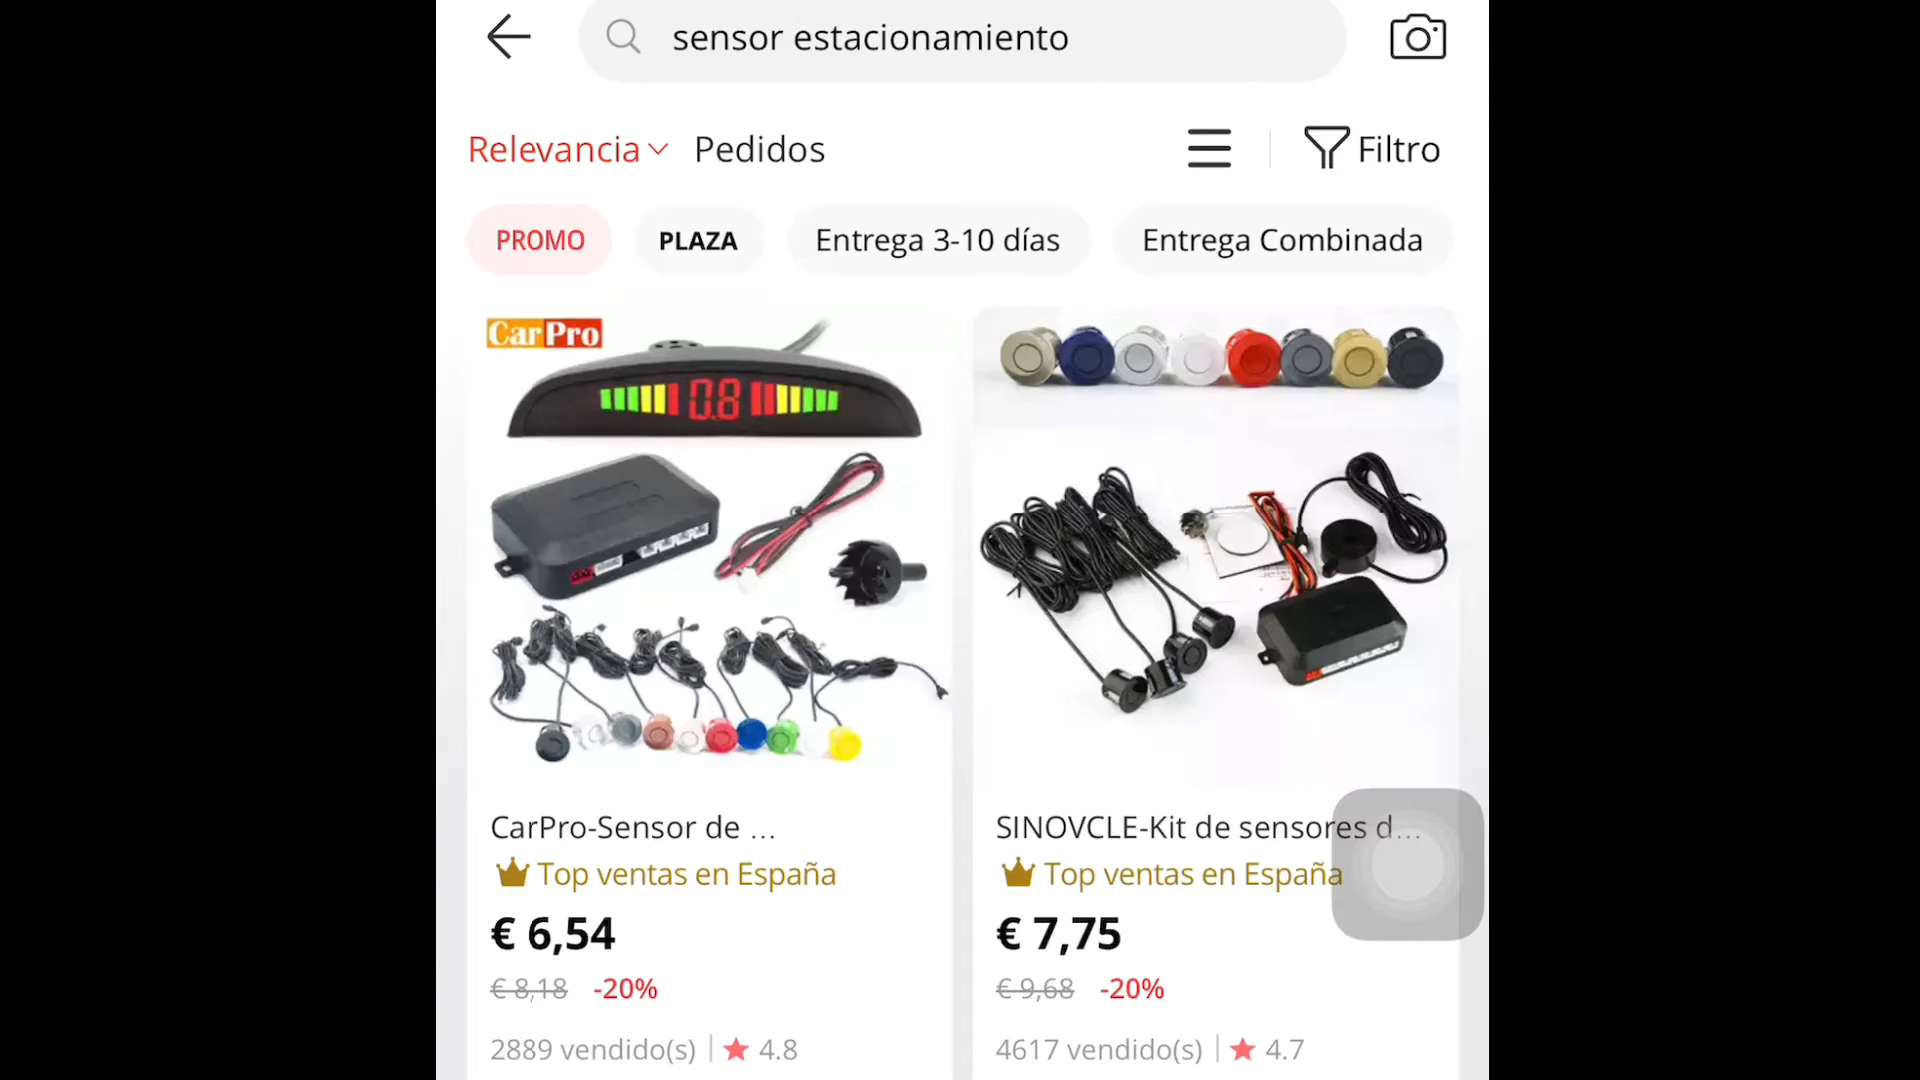 sensor estacionamiento
Relevancia Pedidos Filtro
PROMO PLAZA Entrega 3-10 días Entrega Combinada
CarPro
0.8
CarPro-Sensor de ...
Top ventas en España
€ 6,54
€ 8,18 -20%
2889 vendido(s) 4.8
SINOVCLE-Kit de sensores d...
Top ventas en España
€ 7,75
€ 9,68 -20%
4617 vendido(s) 4.7